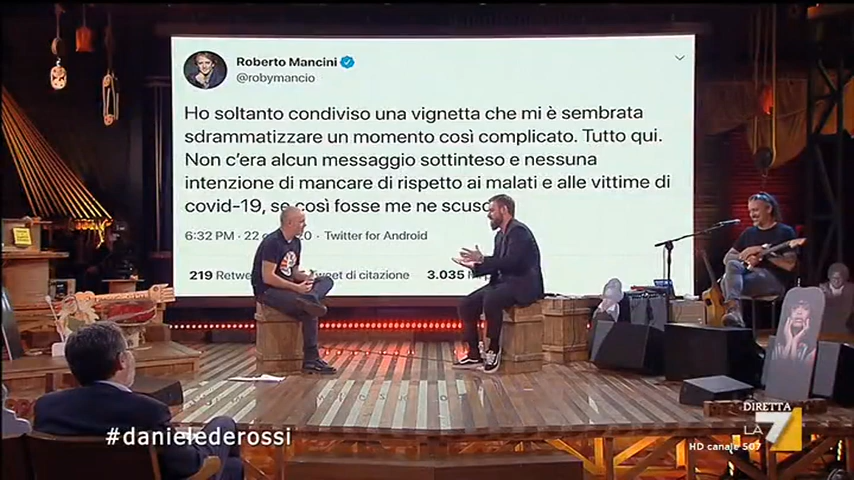 Roberto Mancini
@robymancio
Ho soltanto condiviso una vignetta che mi è sembrata
sdrammatizzare un momento così complicato. Tutto qui.
Non c'era alcun messaggio sottinteso e nessuna
intenzione di mancare di rispetto ai malati e alle vittime di
covid-19, se così fosse me ne scuso
6:32 PM · 22 · Twitter for Android
219 Tweet di citazione 3.035
#danielederossi
DIRETTA
LA 7
HD canale 507